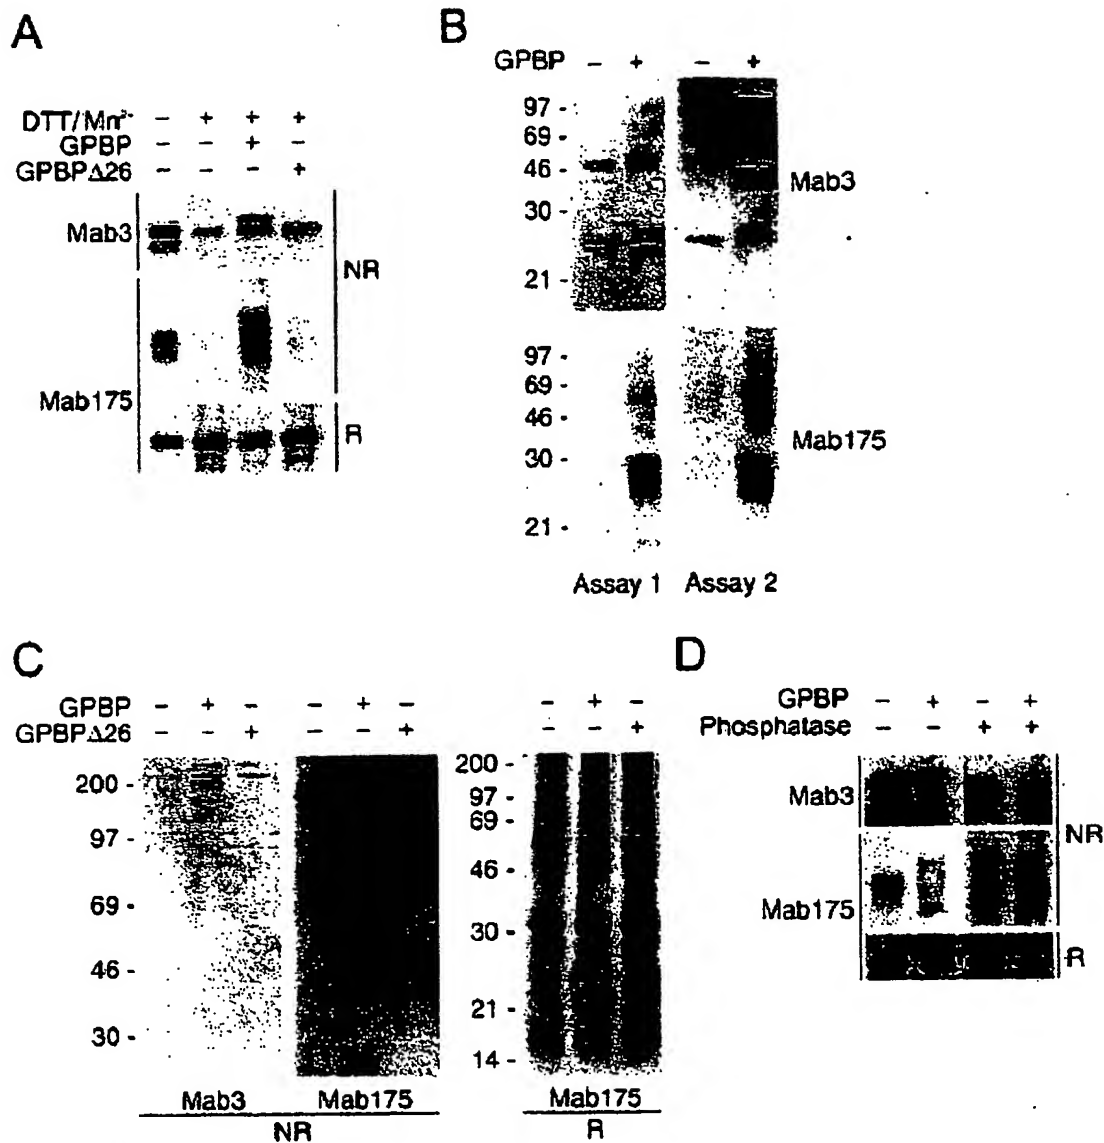 A
DTT/Mn²⁺ – + + +
GPBP – – + –
GPBPΔ26 – – – +
Mab3
NR
Mab175
R
B
GPBP – + – +
97 -
69 -
46 -
Mab3
30 -
21 -
97 -
69 -
46 -
Mab175
30 -
21 -
Assay 1 Assay 2
C
GPBP – + – – + – – + –
GPBPΔ26 – – + – – + – – +
200 -
97 -
69 -
46 -
30 -
200 -
97 -
69 -
46 -
30 -
21 -
14 -
Mab3 Mab175 Mab175
NR R
D
GPBP – + – +
Phosphatase – – + +
Mab3
NR
Mab175
R